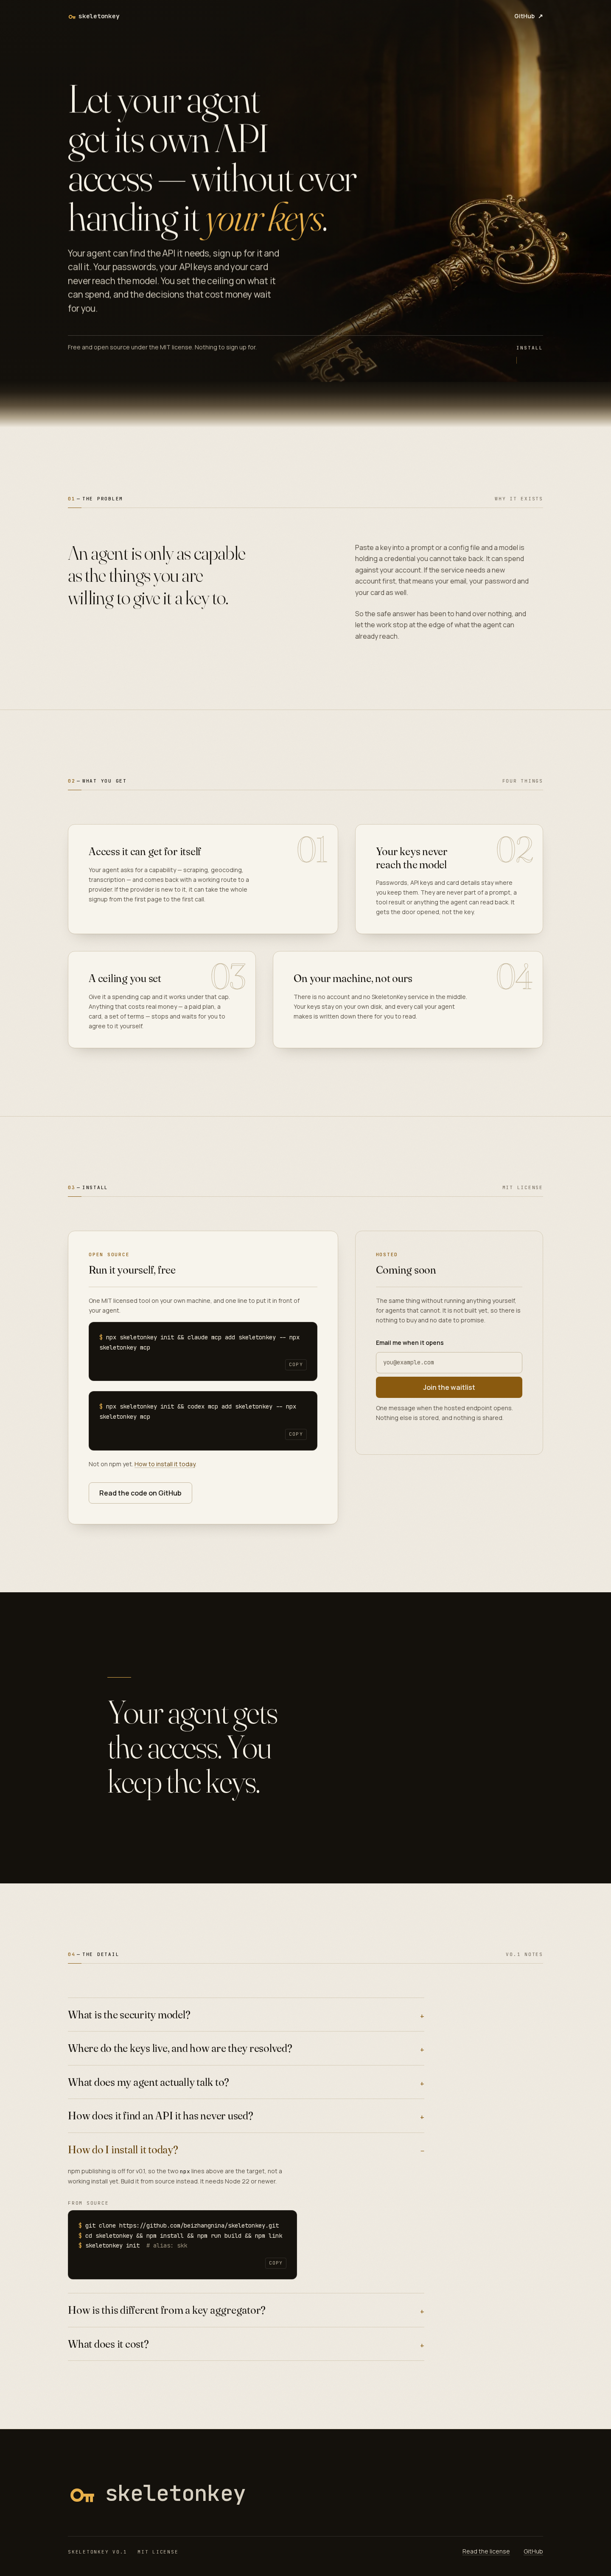 skeletonkey
GitHub ↗
Let your agent
get its own API
access — without ever
handing it your keys.
Your agent can find the API it needs, sign up for it and
call it. Your passwords, your API keys and your card
never reach the model. You set the ceiling on what it
can spend, and the decisions that cost money wait
for you.
Free and open source under the MIT license. Nothing to sign up for.
INSTALL
01 — THE PROBLEM
WHY IT EXISTS
An agent is only as capable
as the things you are
willing to give it a key to.
Paste a key into a prompt or a config file and a model is
holding a credential you cannot take back. It can spend
against your account. If the service needs a new
account first, that means your email, your password and
your card as well.
So the safe answer has been to hand over nothing, and
let the work stop at the edge of what the agent can
already reach.
02 — WHAT YOU GET
FOUR THINGS
01
Access it can get for itself
Your agent asks for a capability — scraping, geocoding,
transcription — and comes back with a working route to a
provider. If the provider is new to it, it can take the whole
signup from the first page to the first call.
02
Your keys never
reach the model
Passwords, API keys and card details stay where
you keep them. They are never part of a prompt, a
tool result or anything the agent can read back. It
gets the door opened, not the key.
03
A ceiling you set
Give it a spending cap and it works under that cap.
Anything that costs real money — a paid plan, a
card, a set of terms — stops and waits for you to
agree to it yourself.
04
On your machine, not ours
There is no account and no SkeletonKey service in the middle.
Your keys stay on your own disk, and every call your agent
makes is written down there for you to read.
03 — INSTALL
MIT LICENSE
OPEN SOURCE
Run it yourself, free
One MIT licensed tool on your own machine, and one line to put it in front of
your agent.
$ npx skeletonkey init && claude mcp add skeletonkey -- npx
skeletonkey mcp
COPY
$ npx skeletonkey init && codex mcp add skeletonkey -- npx
skeletonkey mcp
COPY
Not on npm yet. How to install it today.
Read the code on GitHub
HOSTED
Coming soon
The same thing without running anything yourself,
for agents that cannot. It is not built yet, so there is
nothing to buy and no date to promise.
Email me when it opens
you@example.com
Join the waitlist
One message when the hosted endpoint opens.
Nothing else is stored, and nothing is shared.
Your agent gets
the access. You
keep the keys.
04 — THE DETAIL
V0.1 NOTES
What is the security model? +
Where do the keys live, and how are they resolved? +
What does my agent actually talk to? +
How does it find an API it has never used? +
How do I install it today? −
npm publishing is off for v0.1, so the two npx lines above are the target, not a
working install yet. Build it from source instead. It needs Node 22 or newer.
FROM SOURCE
$ git clone https://github.com/beizhangnina/skeletonkey.git
$ cd skeletonkey && npm install && npm run build && npm link
$ skeletonkey init # alias: skk
COPY
How is this different from a key aggregator? +
What does it cost? +
skeletonkey
SKELETONKEY V0.1 MIT LICENSE
Read the license
GitHub